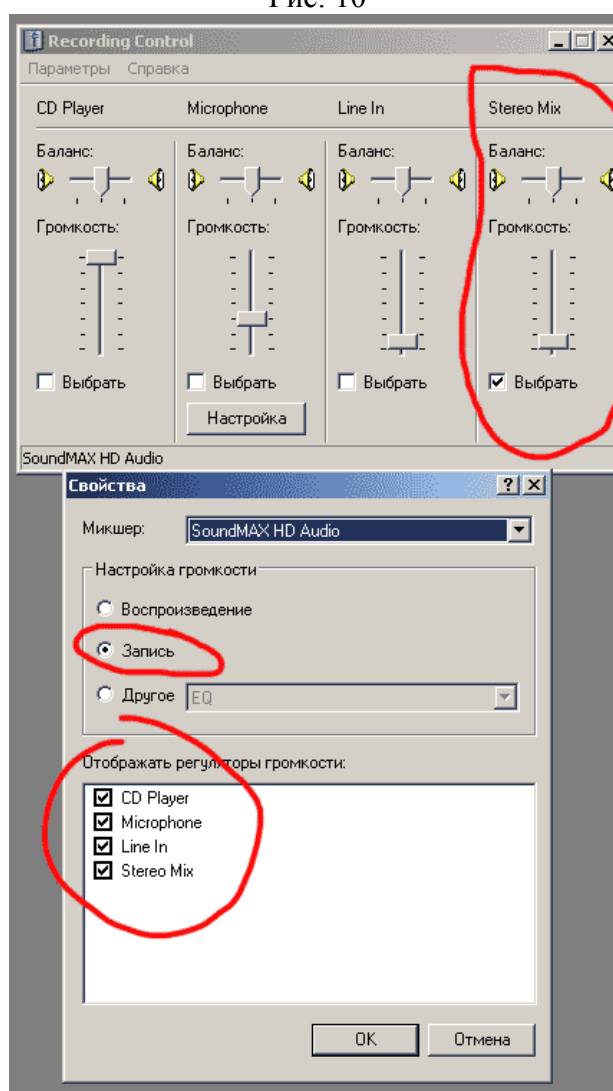 Рис. 10
Recording Control
Параметры Справка
CD Player Microphone Line In Stereo Mix
Баланс: Баланс: Баланс: Баланс:
Громкость: Громкость: Громкость: Громкость:
Выбрать Выбрать Выбрать Выбрать
Настройка
SoundMAX HD Audio
Свойства
Микшер: SoundMAX HD Audio
Настройка громкости
Воспроизведение
Запись
Другое EQ
Отображать регуляторы громкости:
CD Player
Microphone
Line In
Stereo Mix
OK Отмена